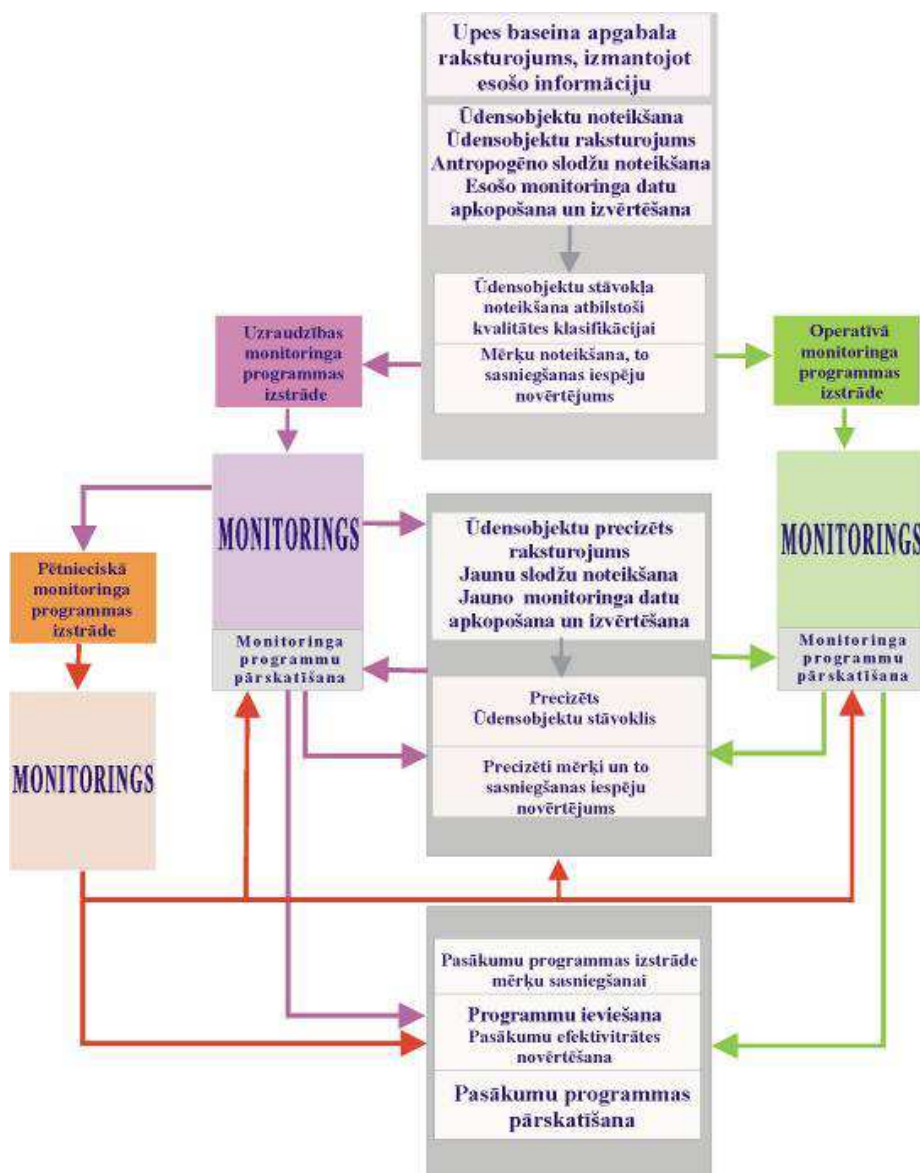 Upes baseina apgabala
raksturojums, izmantojot
esošo informāciju
Ūdensobjektu noteikšana
Ūdensobjektu raksturojums
Antropogēno slodžu noteikšana
Esošo monitoringa datu
apkopošana un izvērtēšana
Ūdensobjektu stāvokļa
noteikšana atbilstoši
kvalitātes klasifikācijai
Mērķu noteikšana, to
sasniegšanas iespēju
novērtējums
Uzraudzības
monitoringa
programmas
izstrāde
Operatīvā
monitoringa
programmas
izstrāde
MONITORINGS
Monitoringa
programmu
pārskatīšana
Ūdensobjektu precizēts
raksturojums
Jaunu slodžu noteikšana
Jauno monitoringa datu
apkopošana un izvērtēšana
MONITORINGS
Monitoringa
programmu
pārskatīšana
Pētnieciskā
monitoringa
programmas
izstrāde
MONITORINGS
Precizēts
Ūdensobjektu stāvoklis
Precizēti mērķi un to
sasniegšanas iespēju
novērtējums
Pasākumu programmas izstrāde
mērķu sasniegšanai
Programmu ieviešana
Pasākumu efektivitrātes
novērtēšana
Pasākumu programmas
pārskatīšana